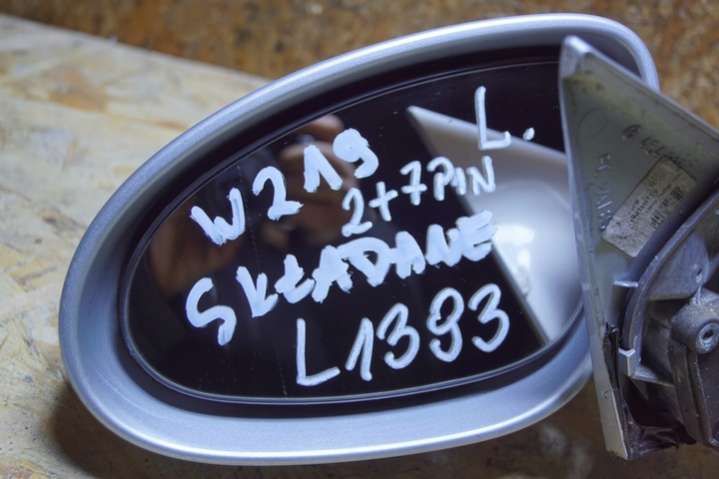 L.
W219
2+7PIN
SKŁADANE
L1393